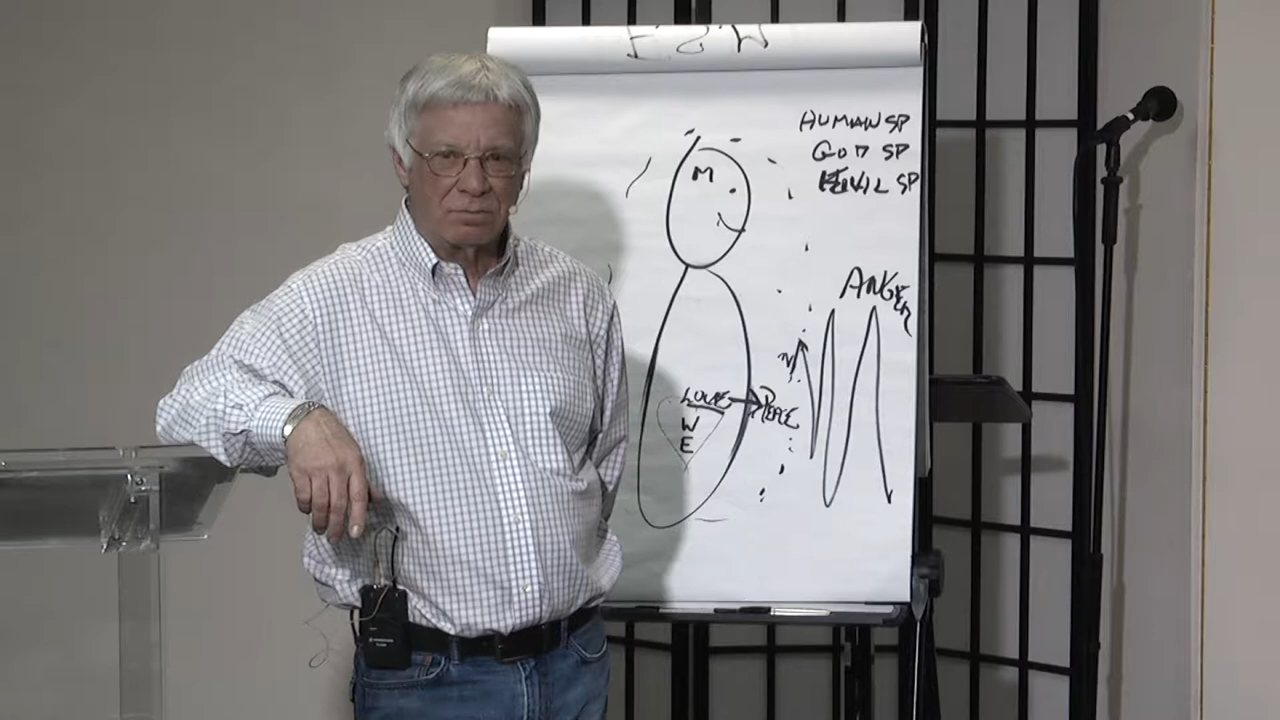 HUMAN SP
GOD SP
EVIL SP
M
ANGER
LOVE
PEACE
W
E